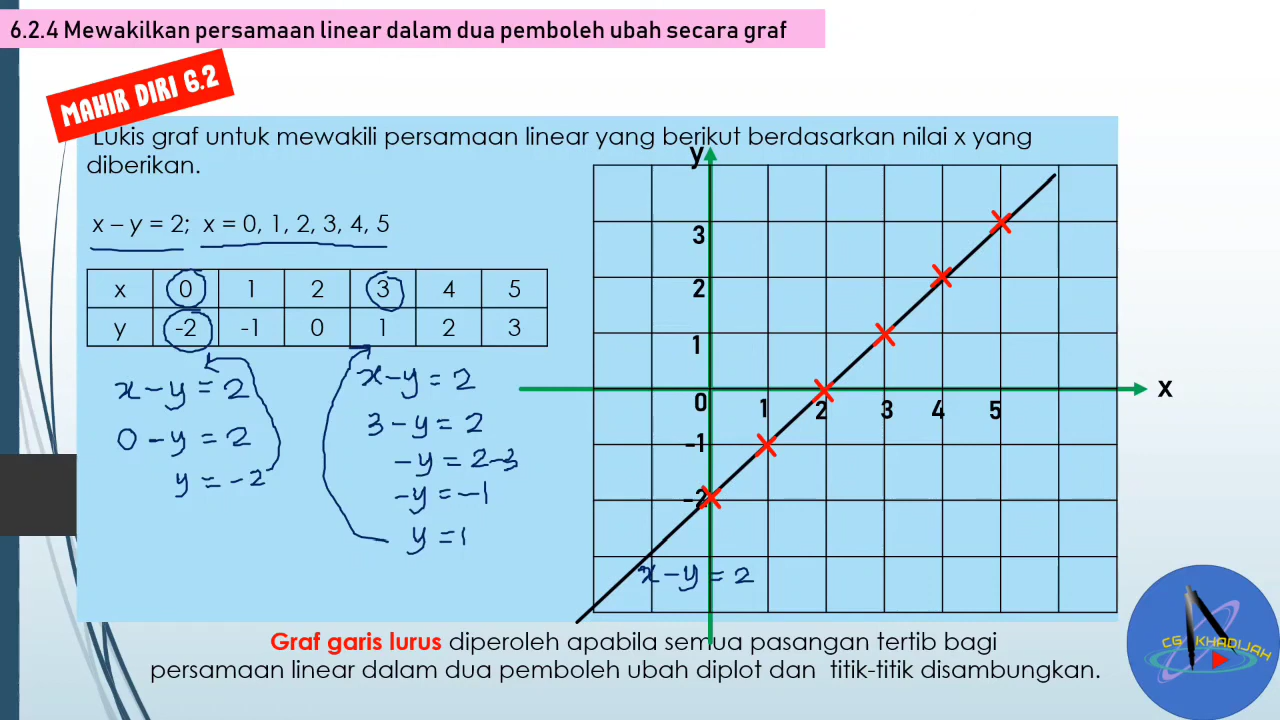 6.2.4 Mewakilkan persamaan linear dalam dua pemboleh ubah secara graf
MAHIR DIRI 6.2
Lukis graf untuk mewakili persamaan linear yang berikut berdasarkan nilai x yang
diberikan.
x – y = 2; x = 0, 1, 2, 3, 4, 5
x 0 1 2 3 4 5
y -2 -1 0 1 2 3
x – y = 2
0 – y = 2
y = -2
x – y = 2
3 – y = 2
-y = 2-3
-y = -1
y = 1
y
3
2
1
0 1 2 3 4 5 x
-1
-2
x – y = 2
Graf garis lurus diperoleh apabila semua pasangan tertib bagi
persamaan linear dalam dua pemboleh ubah diplot dan titik-titik disambungkan.
CG KHADIJAH